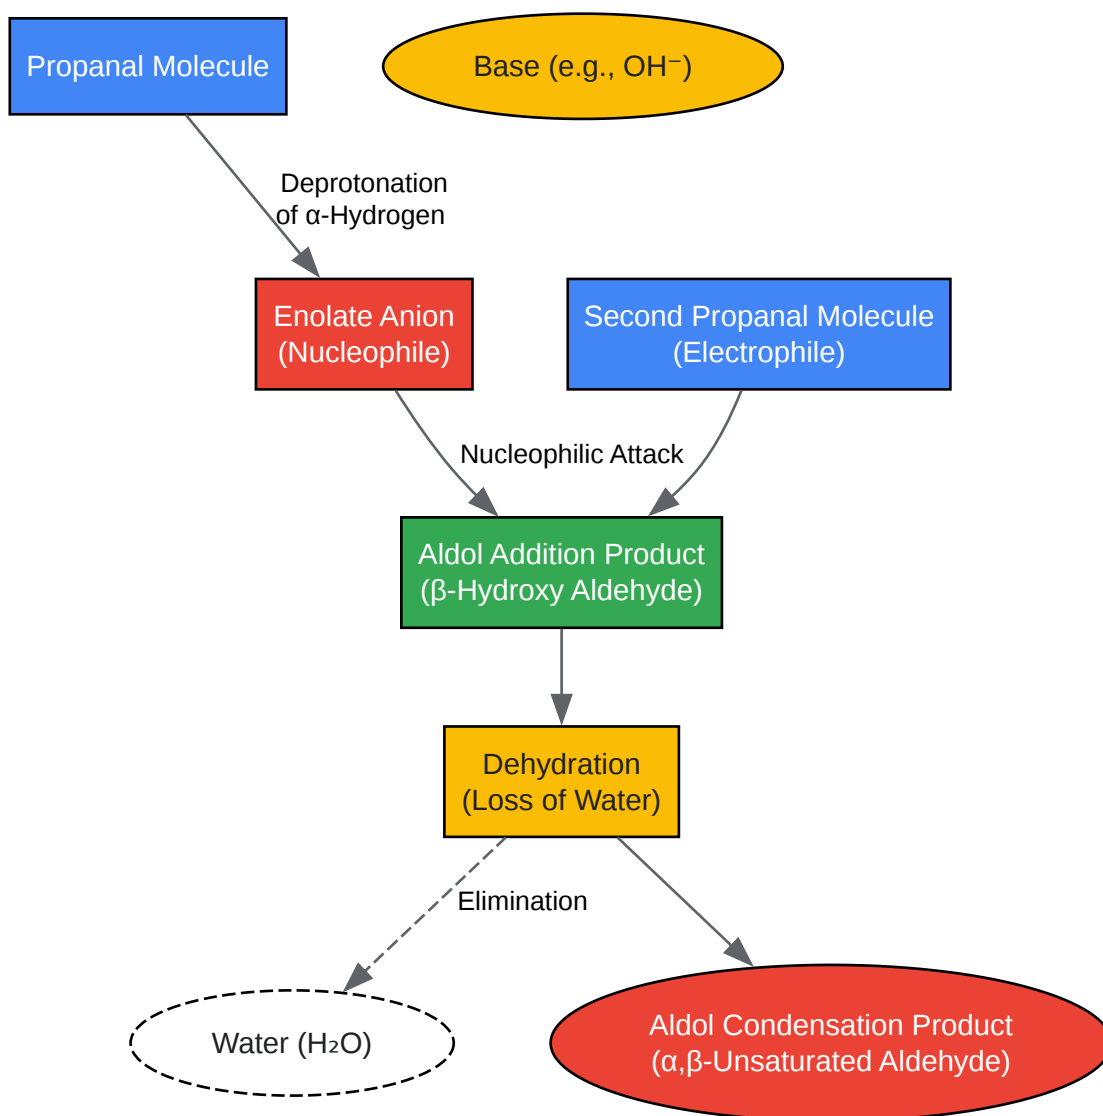 Propanal Molecule
Base (e.g., OH⁻)
Deprotonation
of α-Hydrogen
Enolate Anion
(Nucleophile)
Second Propanal Molecule
(Electrophile)
Nucleophilic Attack
Aldol Addition Product
(β-Hydroxy Aldehyde)
Dehydration
(Loss of Water)
Elimination
Water (H₂O)
Aldol Condensation Product
(α,β-Unsaturated Aldehyde)